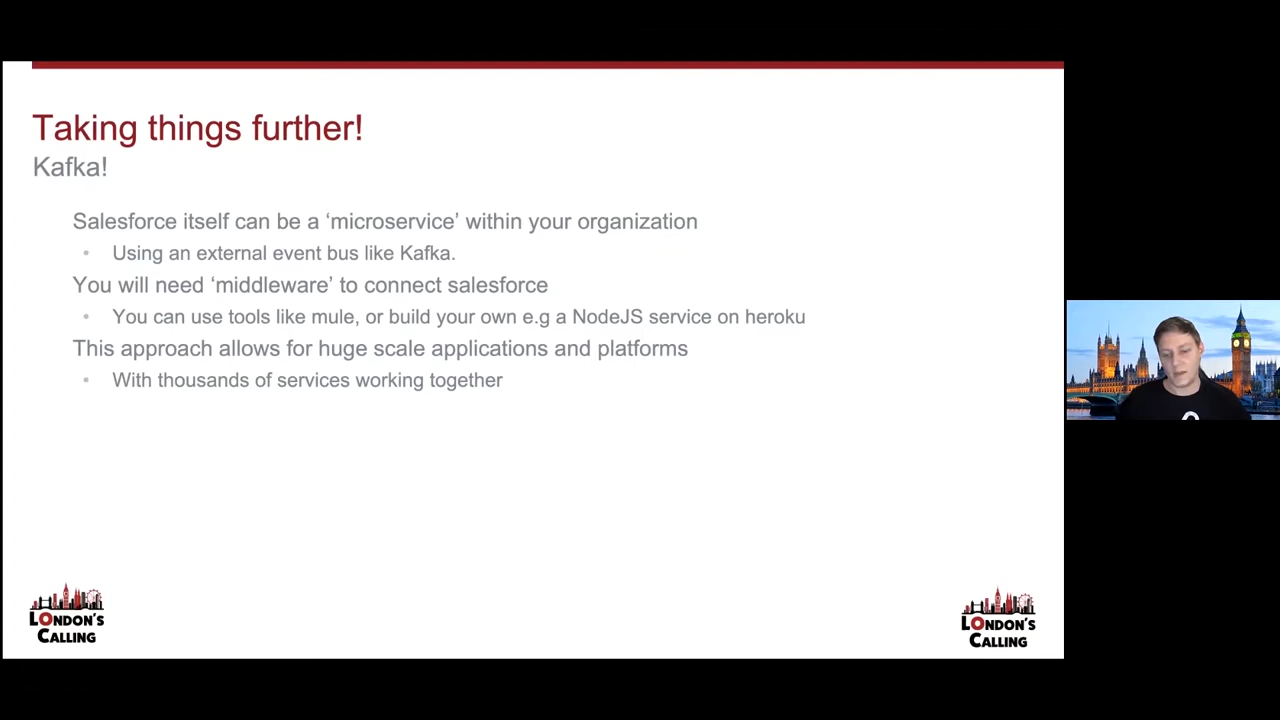 Taking things further!
Kafka!
Salesforce itself can be a ‘microservice’ within your organization
• Using an external event bus like Kafka.
You will need ‘middleware’ to connect salesforce
• You can use tools like mule, or build your own e.g a NodeJS service on heroku
This approach allows for huge scale applications and platforms
• With thousands of services working together
LONDON'S
CALLING
LONDON'S
CALLING